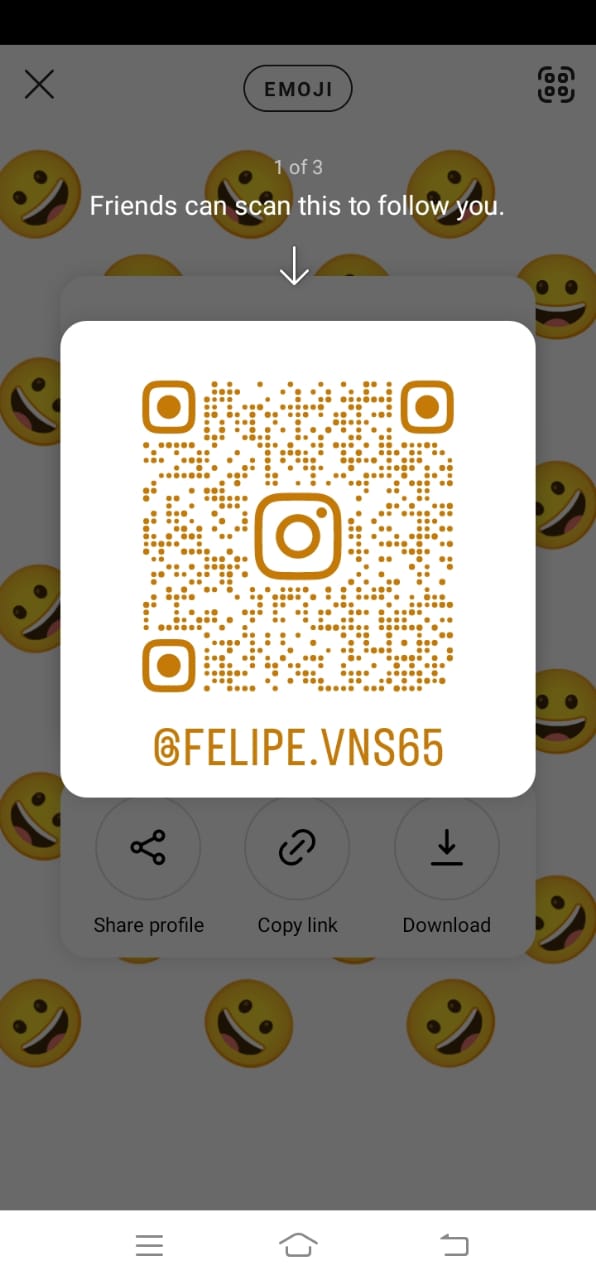 EMOJI
1 of 3
Friends can scan this to follow you.
@FELIPE.VNS65
Share profile
Copy link
Download